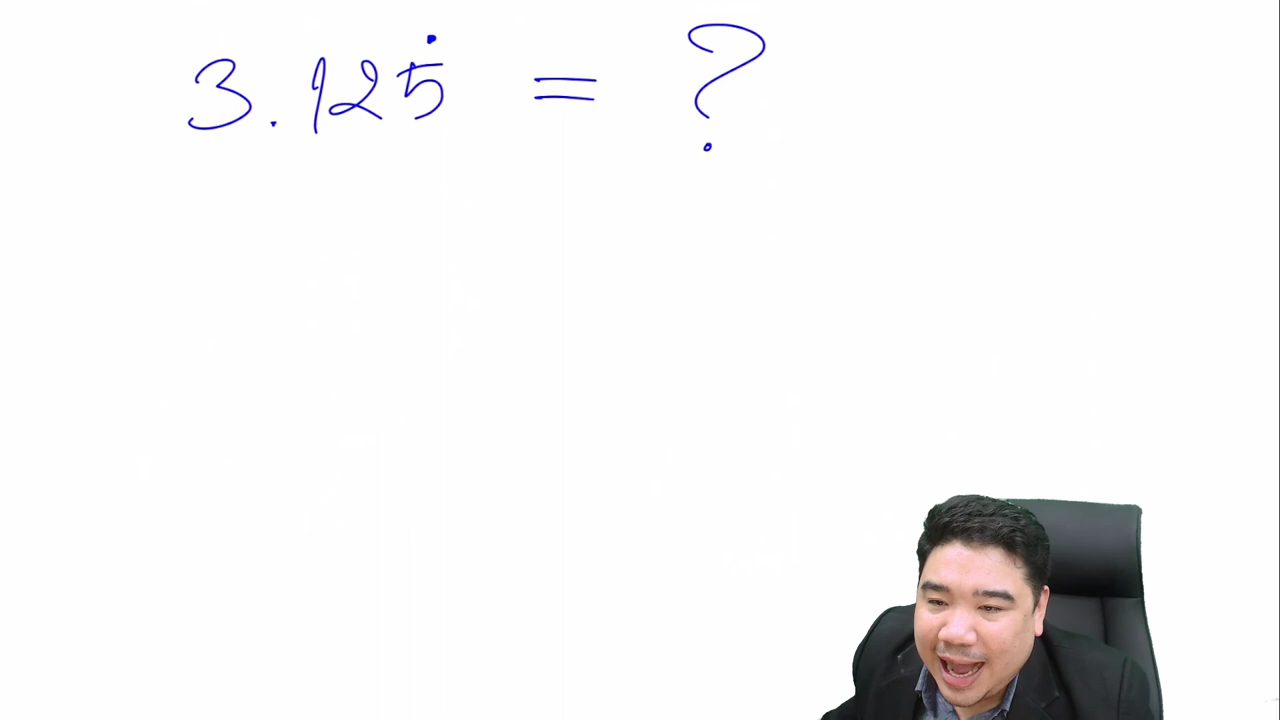 3.125̇ = ?